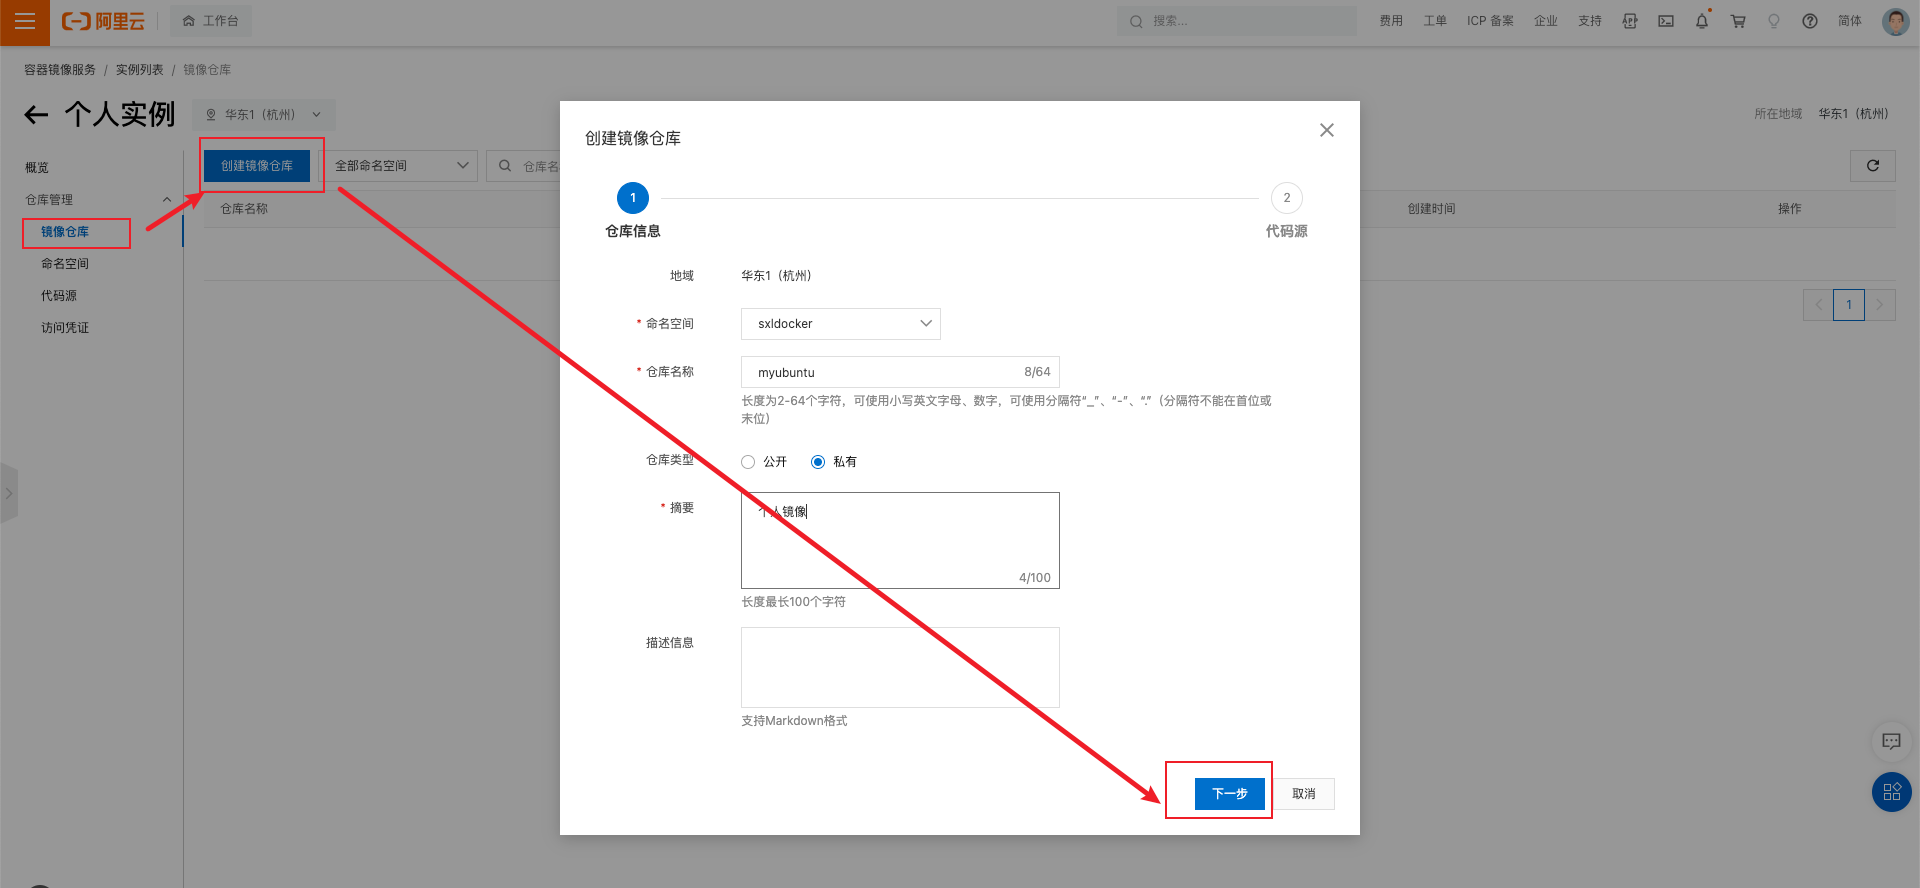 阿里云
工作台
搜索...
费用
工单
ICP 备案
企业
支持
简体
容器镜像服务 / 实例列表 / 镜像仓库
个人实例
华东1（杭州）
所在地域 华东1（杭州）
概览
仓库管理
镜像仓库
命名空间
代码源
访问凭证
创建镜像仓库
全部命名空间
仓库名
仓库名称
创建时间
操作
1
创建镜像仓库
1
仓库信息
2
代码源
地域 华东1（杭州）
* 命名空间 sxldocker
* 仓库名称 myubuntu 8/64
长度为2-64个字符，可使用小写英文字母、数字，可使用分隔符“_”、“-”、“.”（分隔符不能在首位或
末位）
仓库类型 公开 私有
* 摘要 个人镜像
4/100
长度最长100个字符
描述信息
支持Markdown格式
下一步
取消